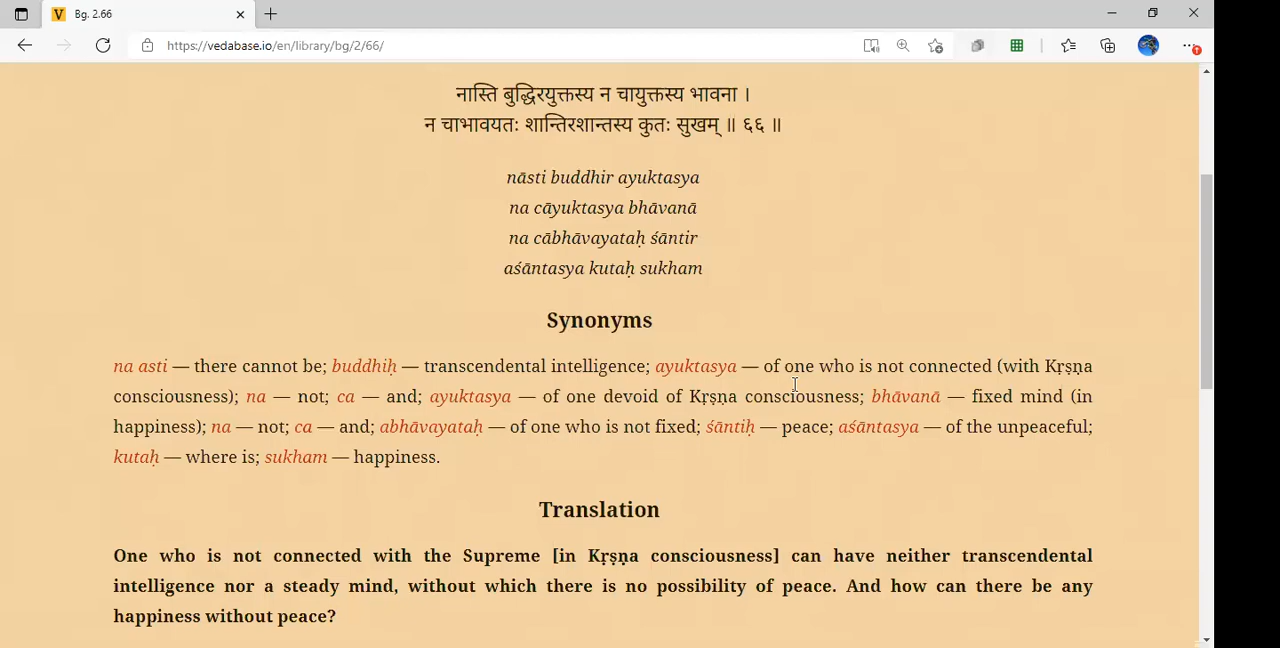 Bg. 2.66
https://vedabase.io/en/library/bg/2/66/
नास्ति बुद्धिरयुक्तस्य न चायुक्तस्य भावना ।
न चाभावयतः शान्तिरशान्तस्य कुतः सुखम् ॥ ६६ ॥
nāsti buddhir ayuktasya
na cāyuktasya bhāvanā
na cābhāvayataḥ śāntir
aśāntasya kutaḥ sukham
Synonyms
na asti — there cannot be; buddhiḥ — transcendental intelligence; ayuktasya — of one who is not connected (with Kṛṣṇa
consciousness); na — not; ca — and; ayuktasya — of one devoid of Kṛṣṇa consciousness; bhāvanā — fixed mind (in
happiness); na — not; ca — and; abhāvayataḥ — of one who is not fixed; śāntiḥ — peace; aśāntasya — of the unpeaceful;
kutaḥ — where is; sukham — happiness.
Translation
One who is not connected with the Supreme [in Kṛṣṇa consciousness] can have neither transcendental
intelligence nor a steady mind, without which there is no possibility of peace. And how can there be any
happiness without peace?